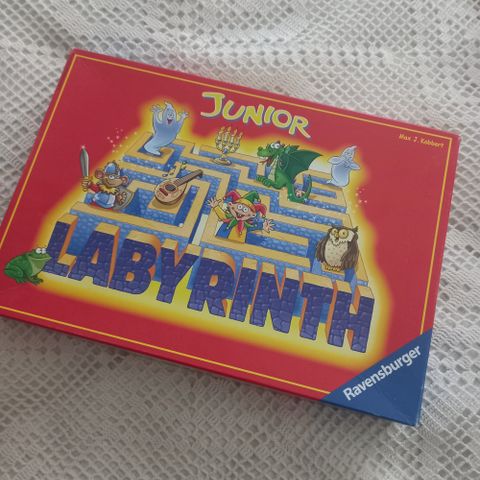 JUNIOR
Max J. Kobbert
LABYRINTH
Ravensburger